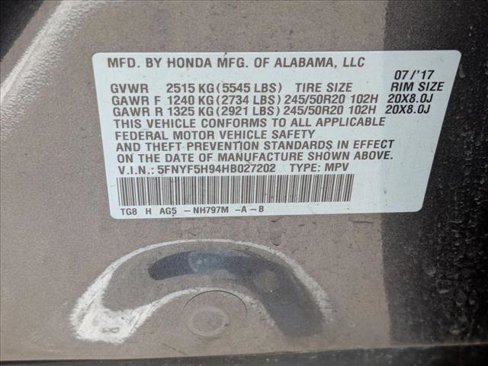 MFD. BY HONDA MFG. OF ALABAMA, LLC
07/'17
GVWR 2515 KG (5545 LBS) TIRE SIZE RIM SIZE
GAWR F 1240 KG (2734 LBS) 245/50R20 102H 20X8.0J
GAWR R 1325 KG (2921 LBS) 245/50R20 102H 20X8.0J
THIS VEHICLE CONFORMS TO ALL APPLICABLE
FEDERAL MOTOR VEHICLE SAFETY
AND THEFT PREVENTION STANDARDS IN EFFECT
ON THE DATE OF MANUFACTURE SHOWN ABOVE.
V.I.N.: 5FNYF5H94HB027202 TYPE: MPV
TG8 H AG5 -NH797M -A-B